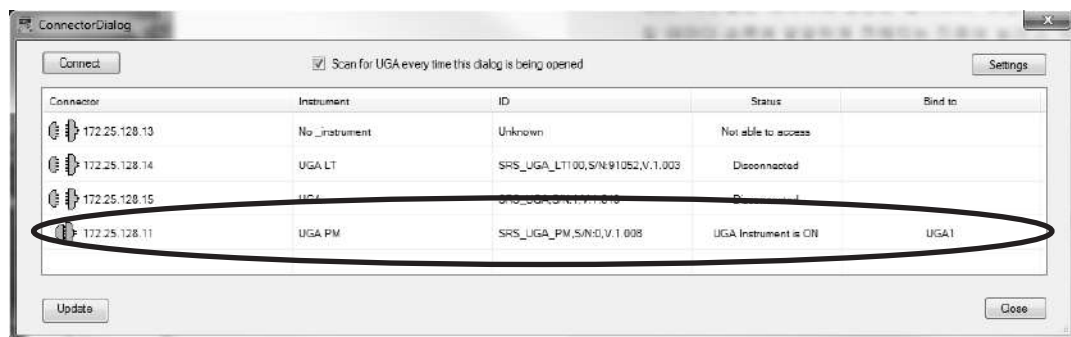 ConnectorDialog
Connect Scan for UGA every time this dialog is being opened Settings
Connector Instrument ID Status Bind to
172.25.128.13 No_instrument Unknown Not able to access
172.25.128.14 UGA LT SRS_UGA_LT100,S/N:91052,V.1.003 Disconnected
172.25.128.15 UGA Disconnected
172.25.128.11 UGA PM SRS_UGA_PM,S/N:0,V.1.008 UGA Instrument is ON UGA1
Update Close